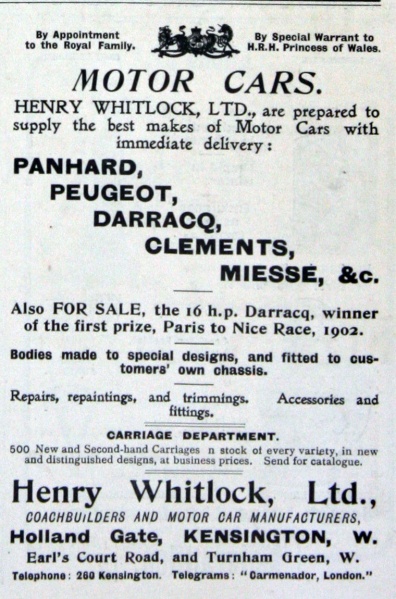 By Appointment
to the Royal Family.
By Special Warrant to
H.R.H. Princess of Wales.
MOTOR CARS.
HENRY WHITLOCK, LTD., are prepared to
supply the best makes of Motor Cars with
immediate delivery:
PANHARD,
PEUGEOT,
DARRACQ,
CLEMENTS,
MIESSE, &c.
Also FOR SALE, the 16 h.p. Darracq, winner
of the first prize, Paris to Nice Race, 1902.
Bodies made to special designs, and fitted to cus-
tomers' own chassis.
Repairs, repaintings, and trimmings. Accessories and
fittings.
CARRIAGE DEPARTMENT.
500 New and Second-hand Carriages n stock of every variety, in new
and distinguished designs, at business prices. Send for catalogue.
Henry Whitlock, Ltd.,
COACHBUILDERS AND MOTOR CAR MANUFACTURERS,
Holland Gate, KENSINGTON, W.
Earl's Court Road, and Turnham Green, W.
Telephone: 260 Kensington. Telegrams: "Carmenador, London."